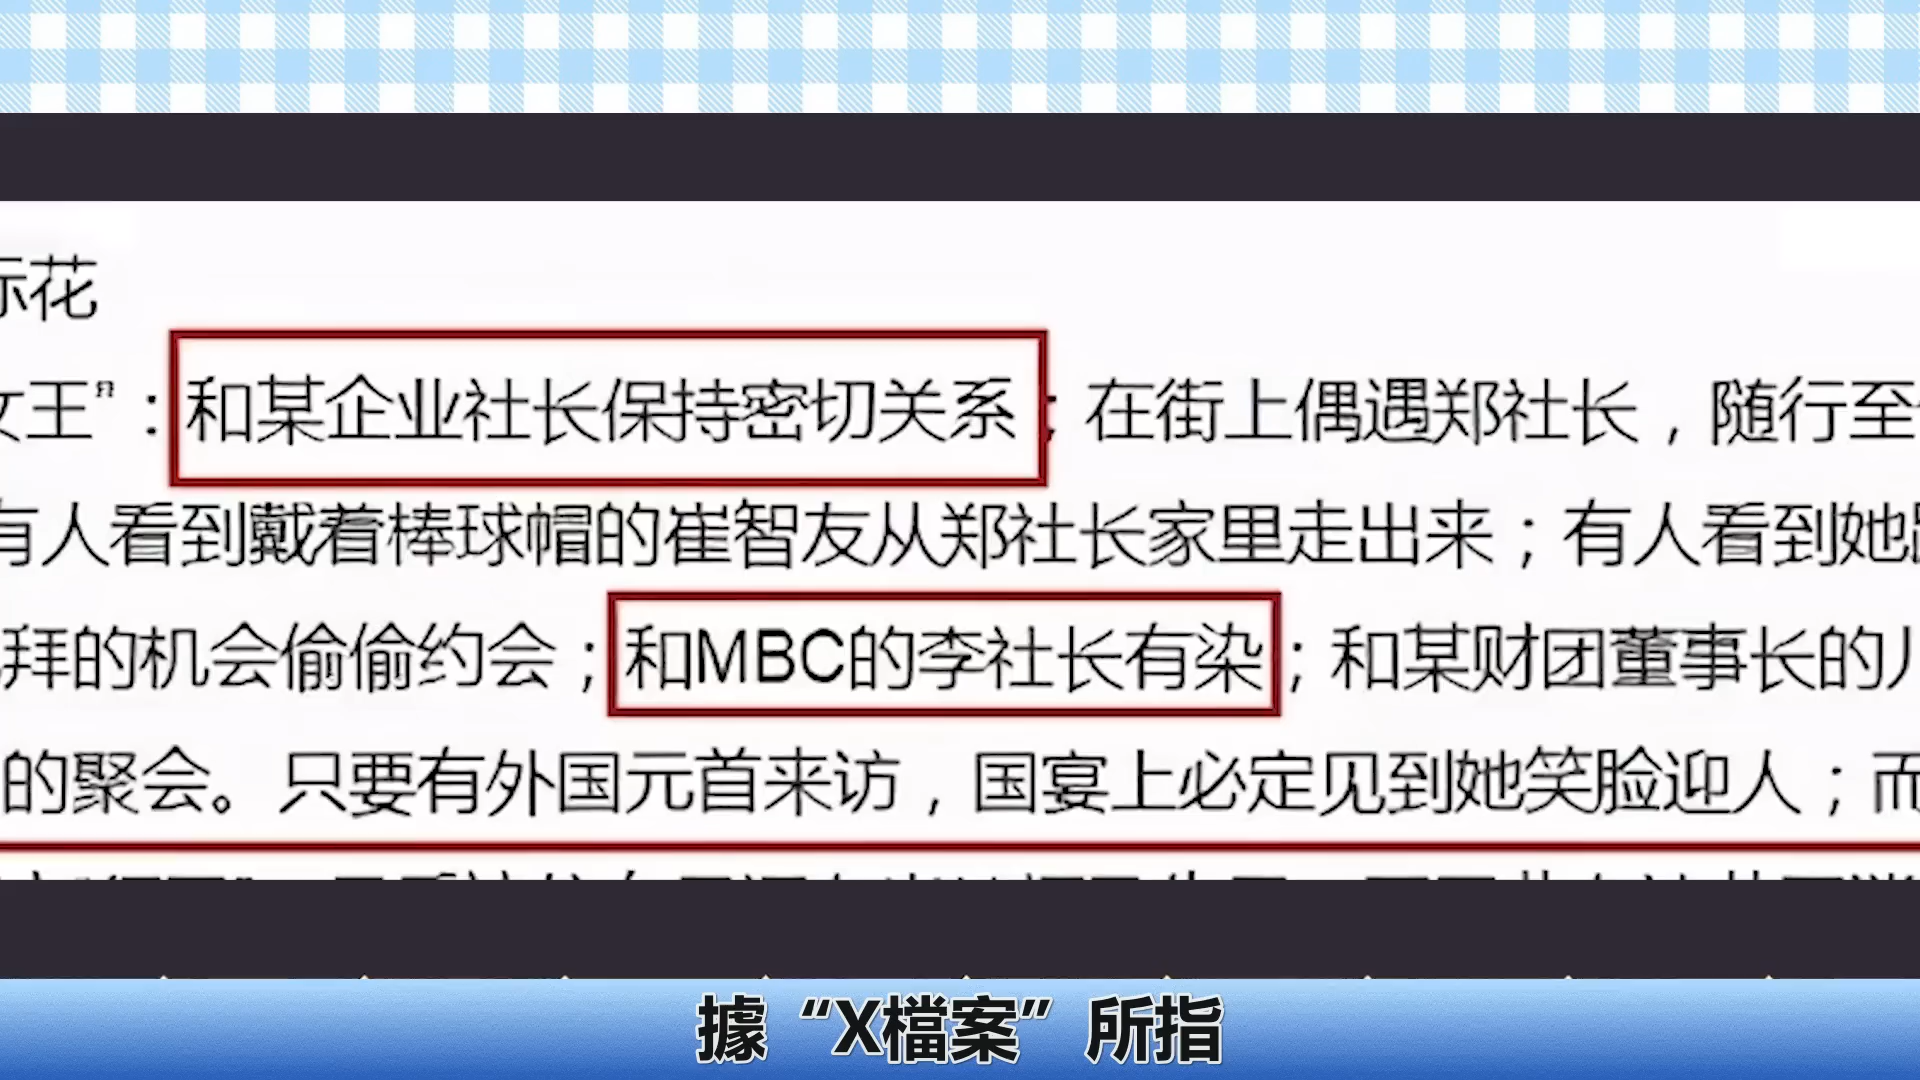 际花
女王”：和某企业社长保持密切关系；在街上偶遇郑社长，随行至
有人看到戴着棒球帽的崔智友从郑社长家里走出来；有人看到她
拜的机会偷偷约会；和MBC的李社长有染；和某财团董事长的儿
的聚会。只要有外国元首来访，国宴上必定见到她笑脸迎人；而
據“X檔案”所指